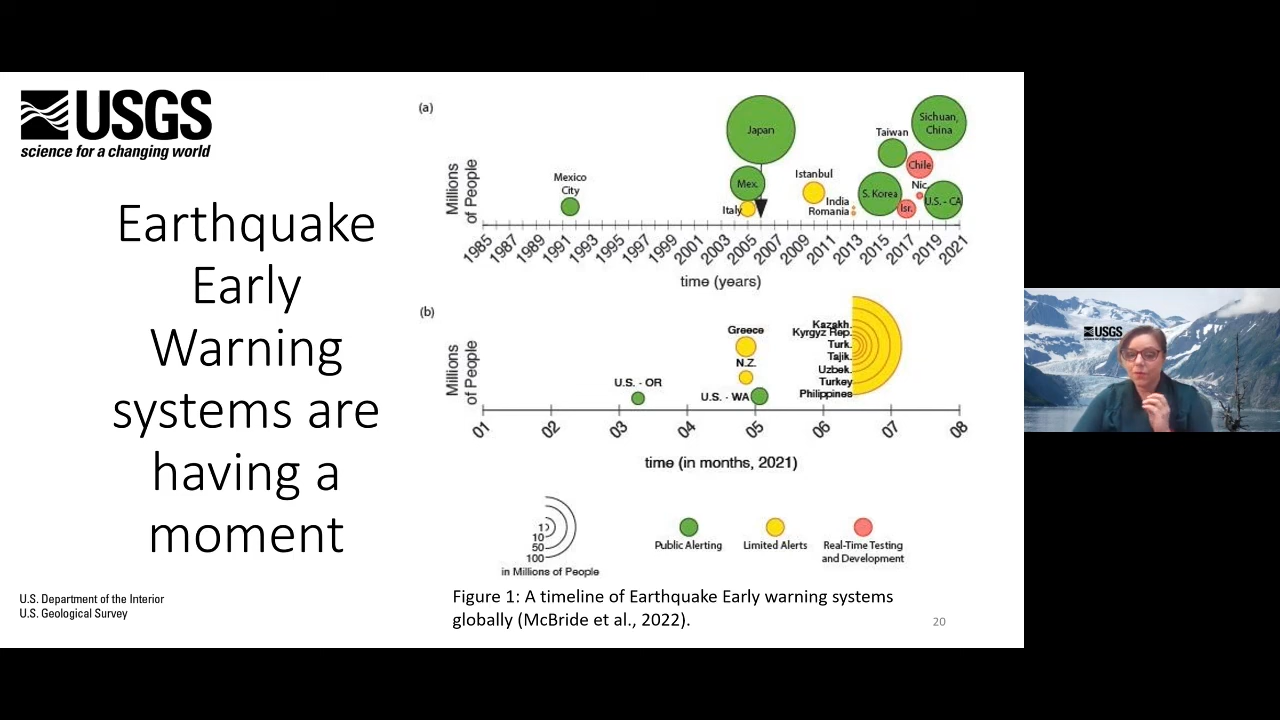 USGS
science for a changing world
Earthquake
Early
Warning
systems are
having a
moment
U.S. Department of the Interior
U.S. Geological Survey
(a)
Millions
of People
Mexico
City
Japan
Mex.
Italy
Istanbul
India
Romania
Taiwan
S. Korea
Sichuan,
China
Chile
Nic.
Isr.
U.S. - CA
1985
1987
1989
1991
1993
1995
1997
1999
2001
2003
2005
2007
2009
2011
2013
2015
2017
2019
2021
time (years)
(b)
Millions
of People
U.S. - OR
Greece
N.Z.
U.S. - WA
Kazakh.
Kyrgyz Rep.
Turk.
Tajik.
Uzbek.
Turkey
Philippines
01
02
03
04
05
06
07
08
time (in months, 2021)
1
10
50
100
in Millions of People
Public Alerting
Limited Alerts
Real-Time Testing
and Development
Figure 1: A timeline of Earthquake Early warning systems
globally (McBride et al., 2022).
20
USGS